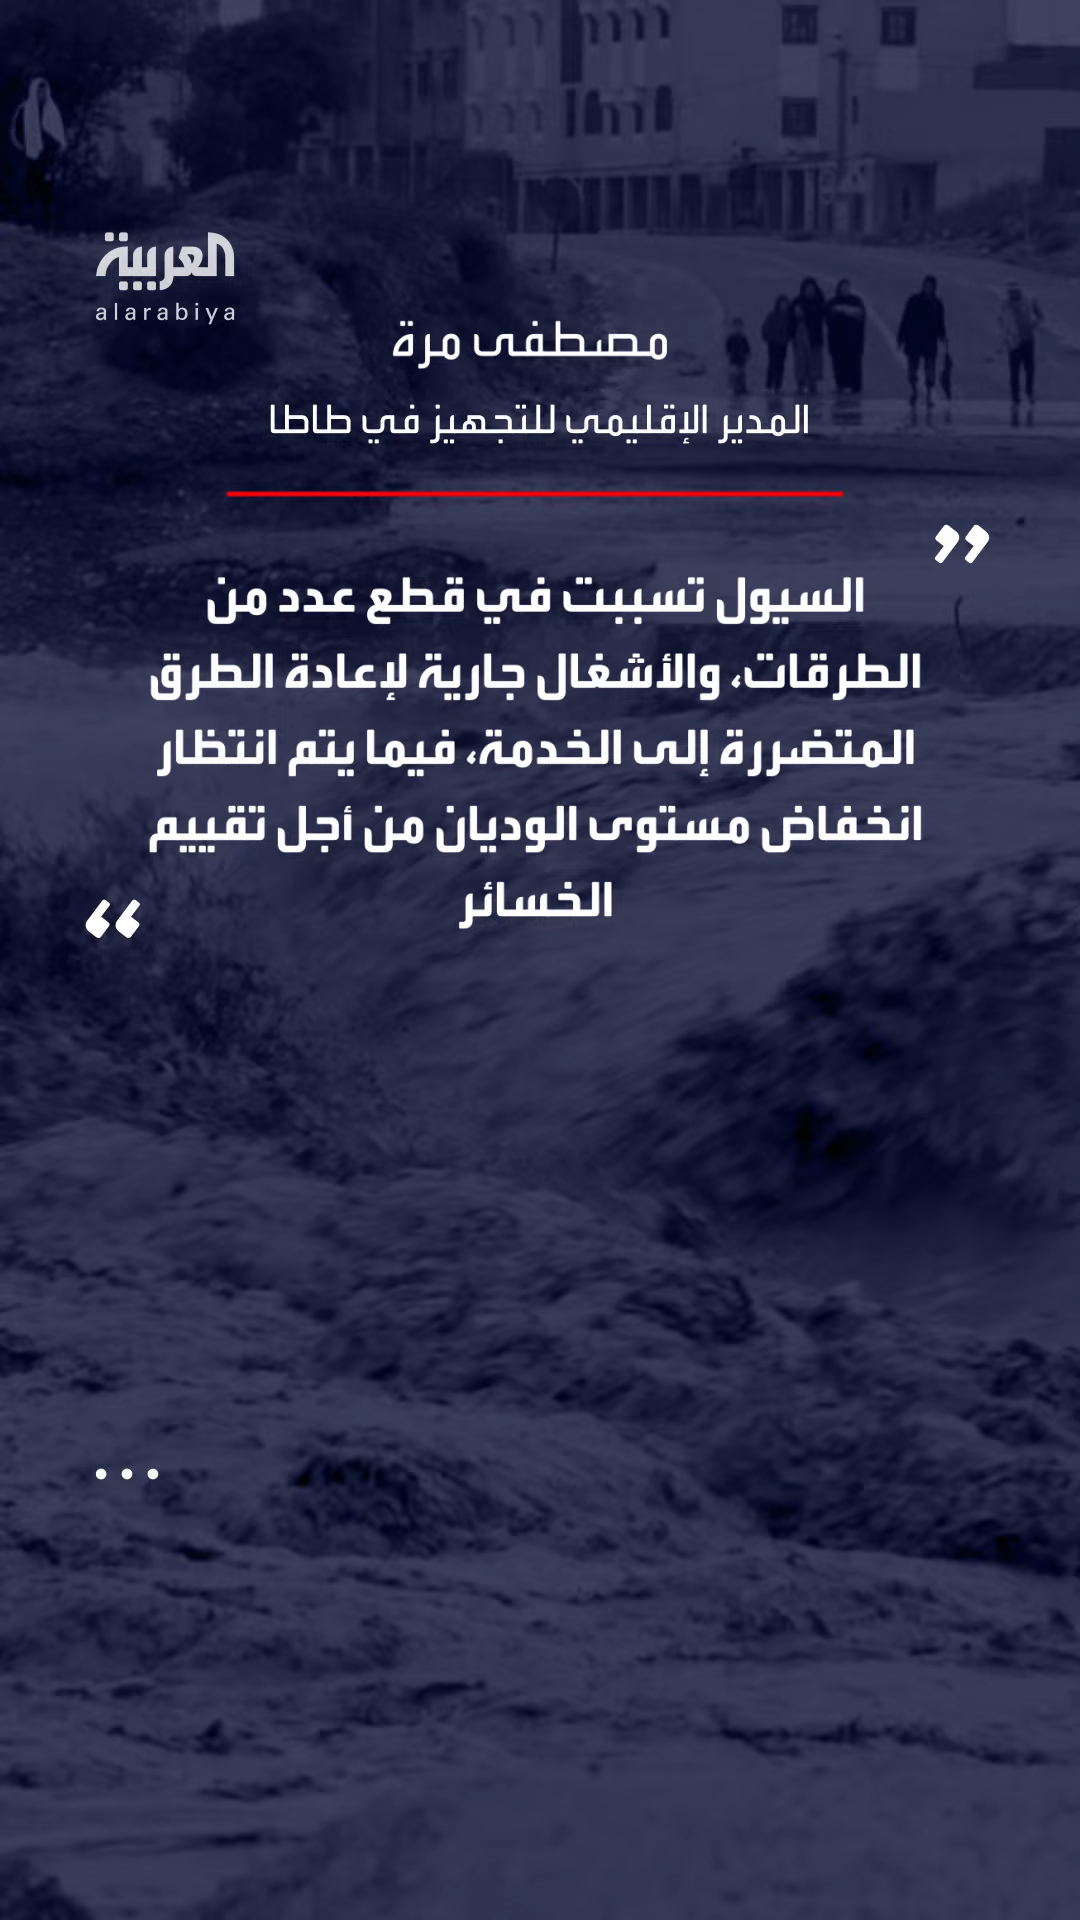 العربية
alarabiya
مصطفى مرة
المدير الإقليمي للتجهيز في طاطا
”
السيول تسببت في قطع عدد من
الطرقات، والأشغال جارية لإعادة الطرق
المتضررة إلى الخدمة، فيما يتم انتظار
انخفاض مستوى الوديان من أجل تقييم
الخسائر
“
...